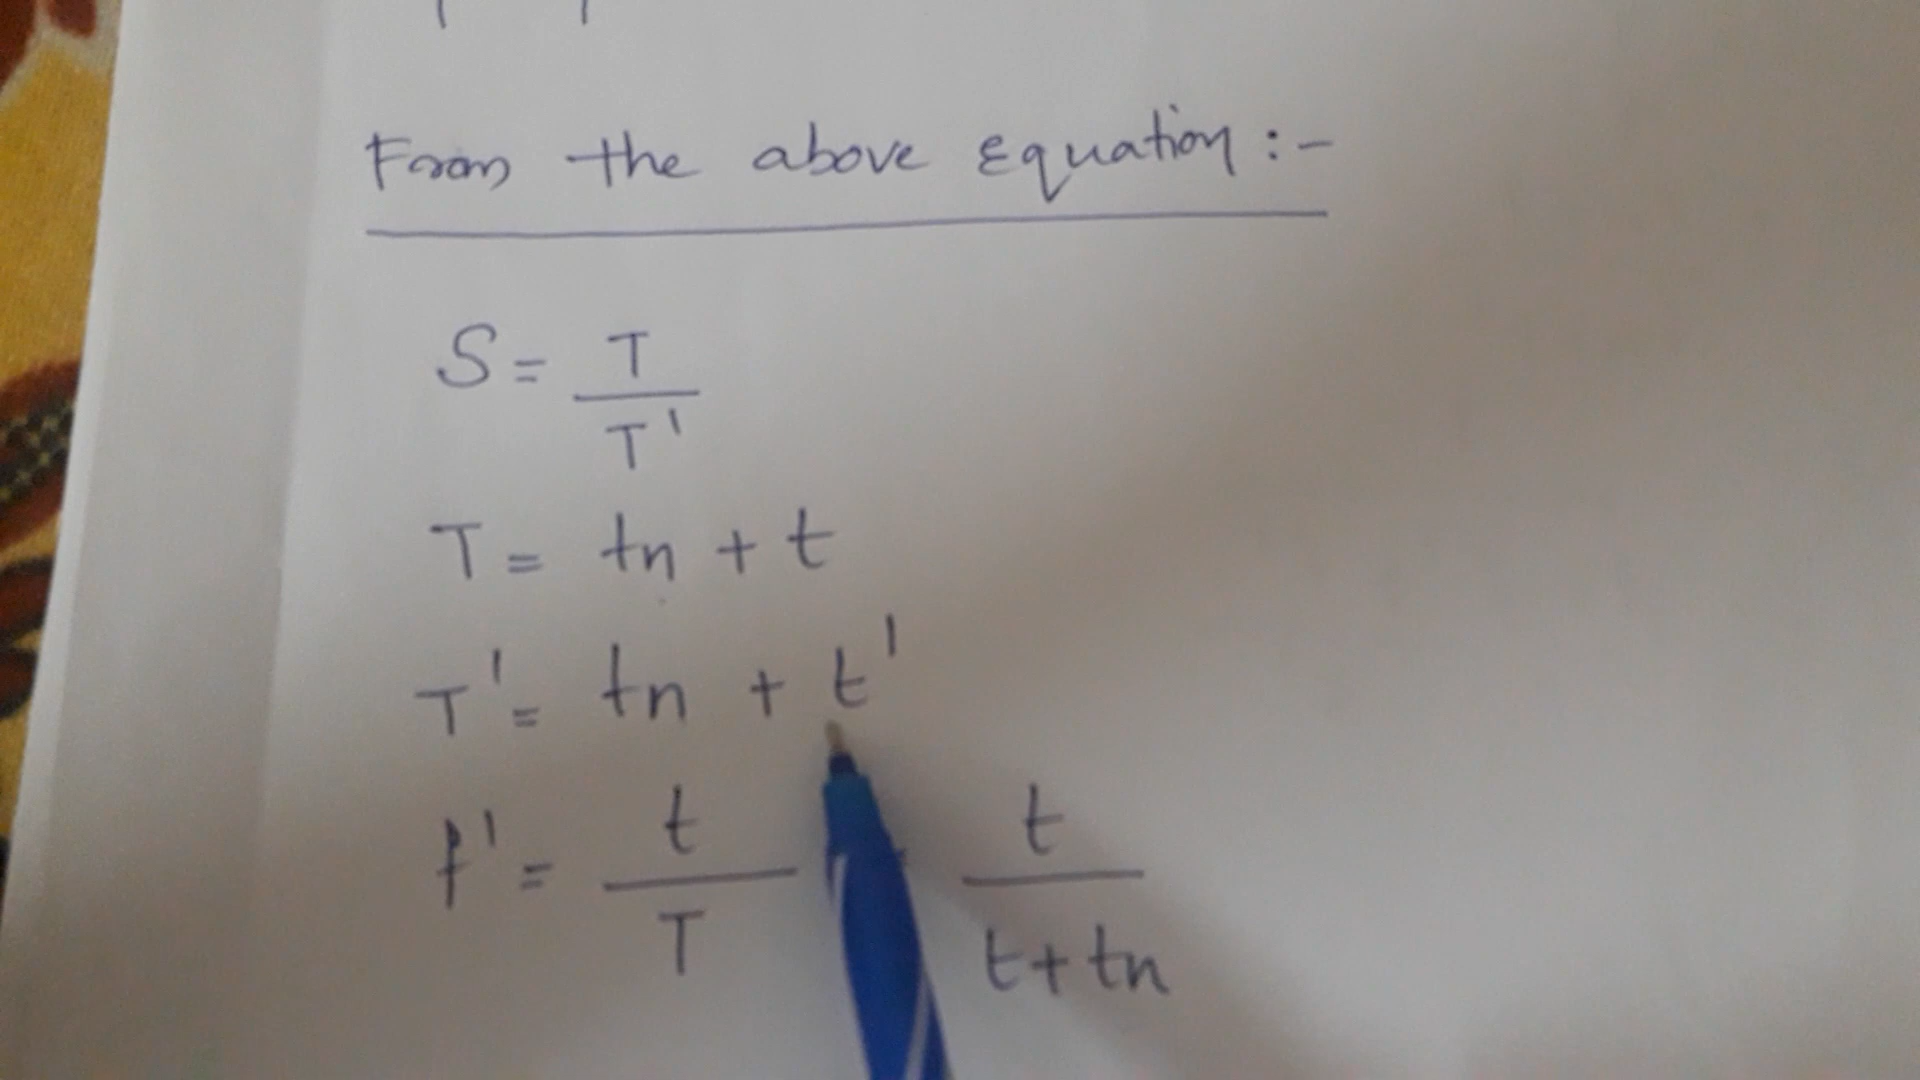 From the above Equation :-
S = T / T'
T = tn + t
T' = tn + t'
f' = t / T = t / t + tn